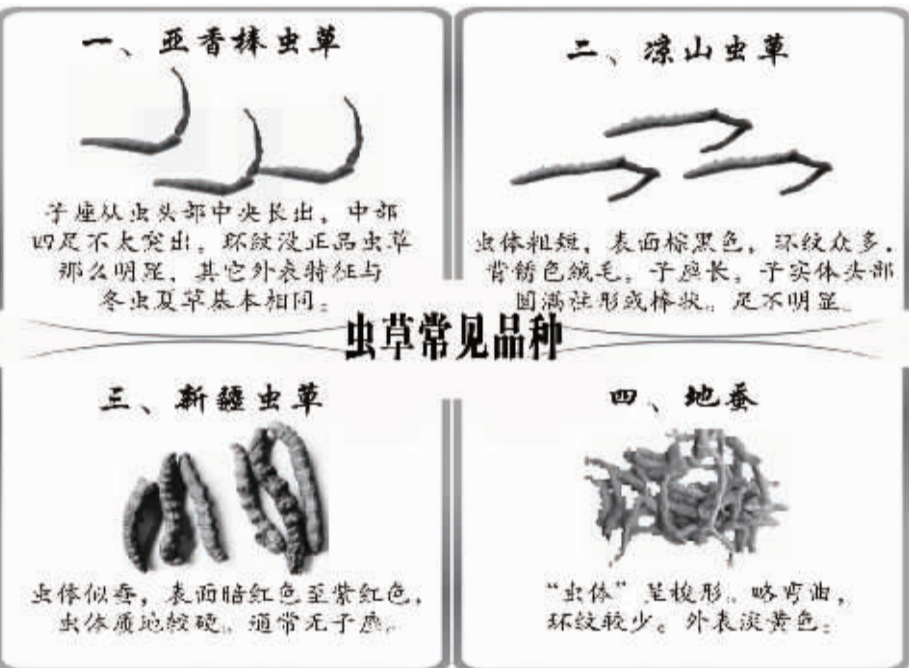 一、亚香棒虫草
子座从虫头部中央长出，中部
四足不太突出，环纹没正品虫草
那么明显，其它外表特征与
冬虫夏草基本相同。
二、凉山虫草
虫体粗短，表面棕黑色，环纹众多，
背锈色绒毛。子座长，子实体头部
圆满柱形或棒状。足不明显。
虫草常见品种
三、新疆虫草
虫体似蚕，表面暗红色至紫红色，
虫体质地较硬。通常无子座。
四、地蚕
“虫体”呈梭形。略弯曲，
环纹较少。外表淡黄色。